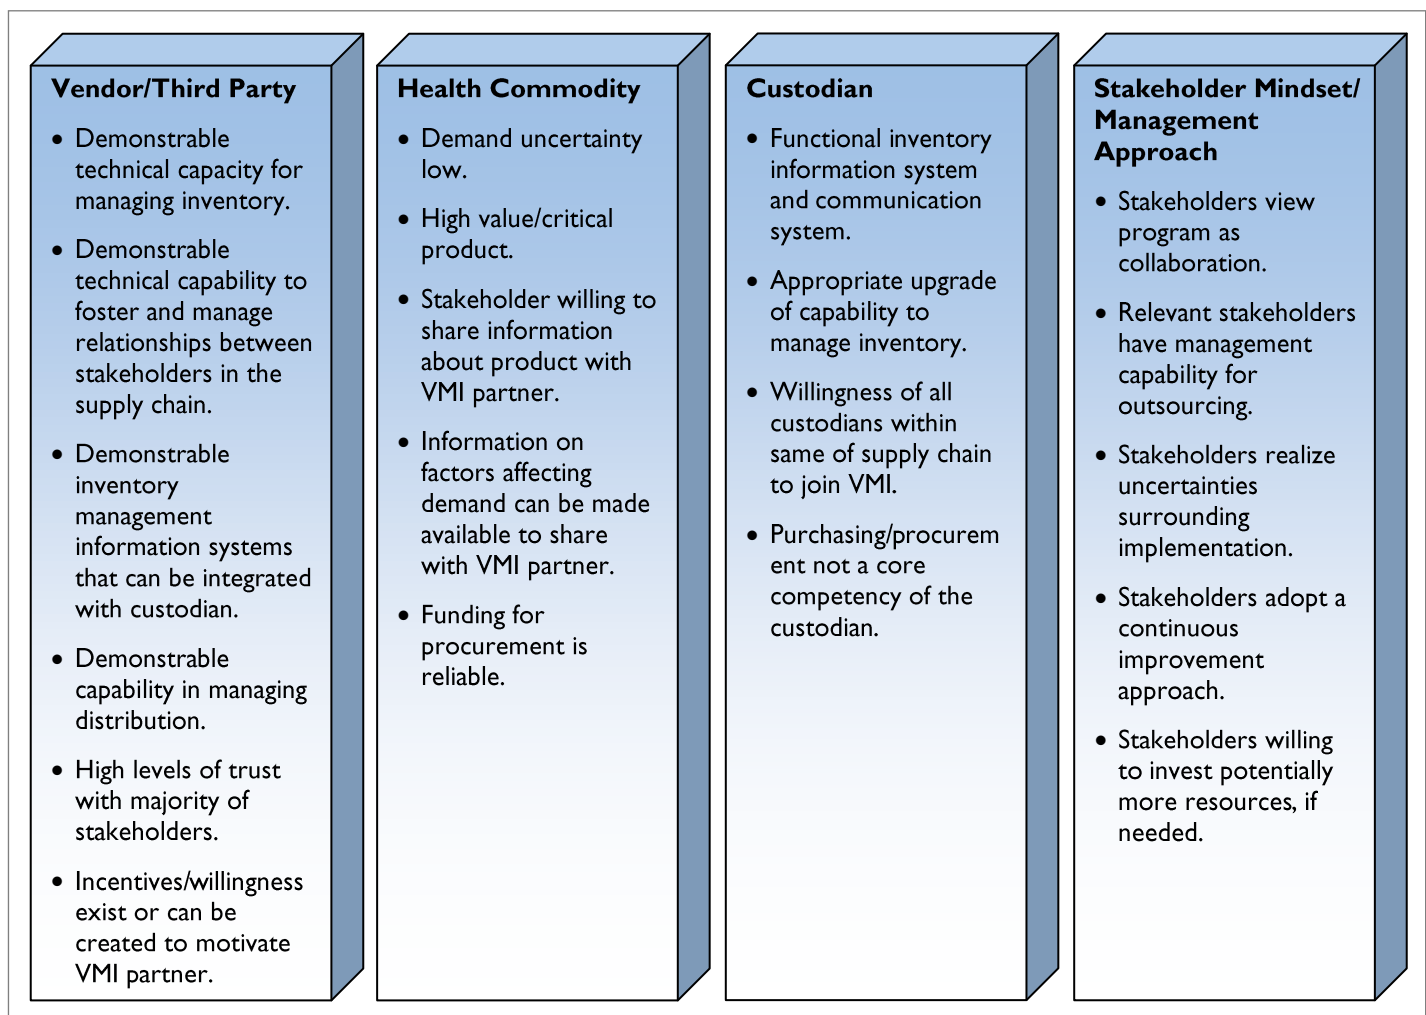 Vendor/Third Party
• Demonstrable
technical capacity for
managing inventory.
• Demonstrable
technical capability to
foster and manage
relationships between
stakeholders in the
supply chain.
• Demonstrable
inventory
management
information systems
that can be integrated
with custodian.
• Demonstrable
capability in managing
distribution.
• High levels of trust
with majority of
stakeholders.
• Incentives/willingness
exist or can be
created to motivate
VMI partner.
Health Commodity
• Demand uncertainty
low.
• High value/critical
product.
• Stakeholder willing to
share information
about product with
VMI partner.
• Information on
factors affecting
demand can be made
available to share
with VMI partner.
• Funding for
procurement is
reliable.
Custodian
• Functional inventory
information system
and communication
system.
• Appropriate upgrade
of capability to
manage inventory.
• Willingness of all
custodians within
same of supply chain
to join VMI.
• Purchasing/procurem
ent not a core
competency of the
custodian.
Stakeholder Mindset/
Management
Approach
• Stakeholders view
program as
collaboration.
• Relevant stakeholders
have management
capability for
outsourcing.
• Stakeholders realize
uncertainties
surrounding
implementation.
• Stakeholders adopt a
continuous
improvement
approach.
• Stakeholders willing
to invest potentially
more resources, if
needed.